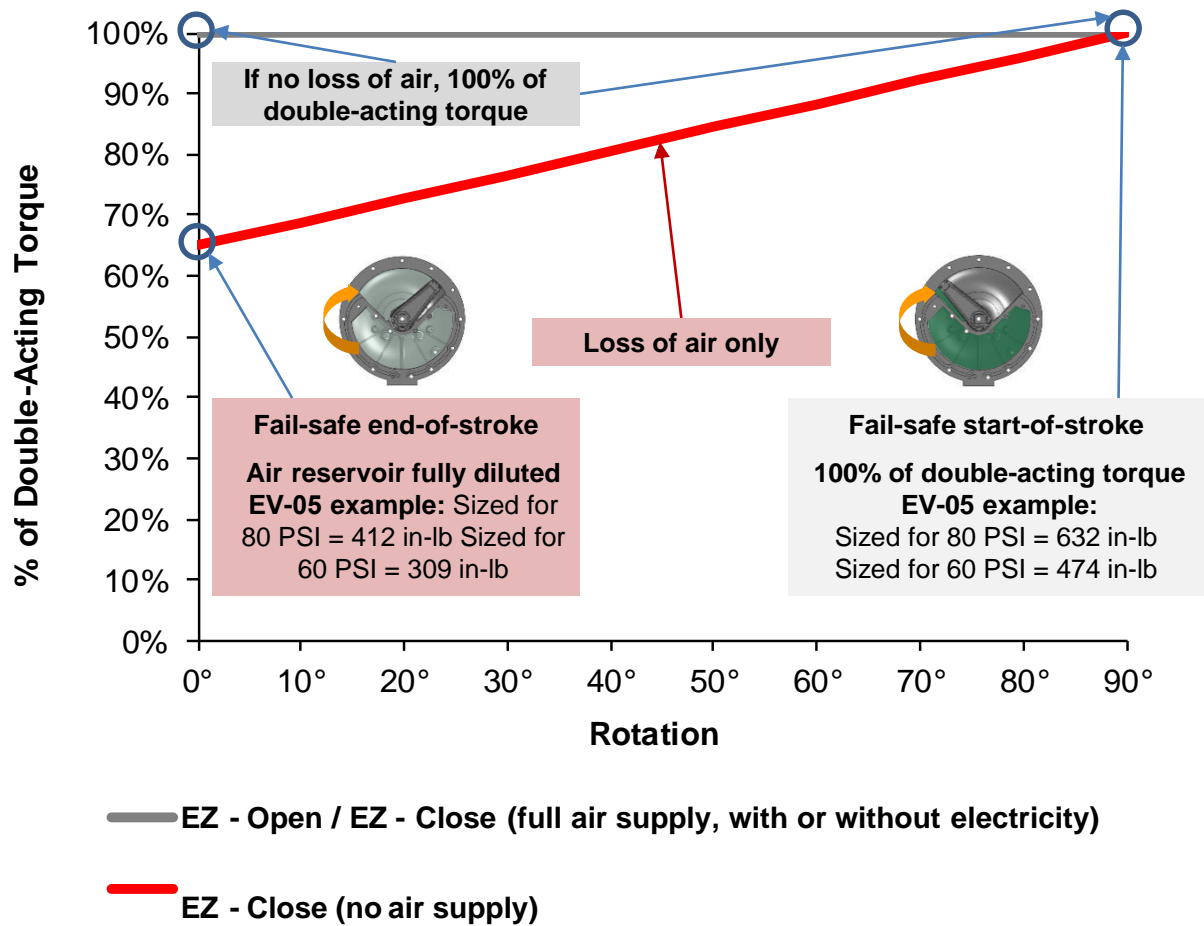 % of Double-Acting Torque
100%
90%
80%
70%
60%
50%
40%
30%
20%
10%
0%
If no loss of air, 100% of
double-acting torque
Loss of air only
Fail-safe end-of-stroke
Air reservoir fully diluted
EV-05 example: Sized for
80 PSI = 412 in-lb Sized for
60 PSI = 309 in-lb
Fail-safe start-of-stroke
100% of double-acting torque
EV-05 example:
Sized for 80 PSI = 632 in-lb
Sized for 60 PSI = 474 in-lb
0° 10° 20° 30° 40° 50° 60° 70° 80° 90°
Rotation
EZ - Open / EZ - Close (full air supply, with or without electricity)
EZ - Close (no air supply)